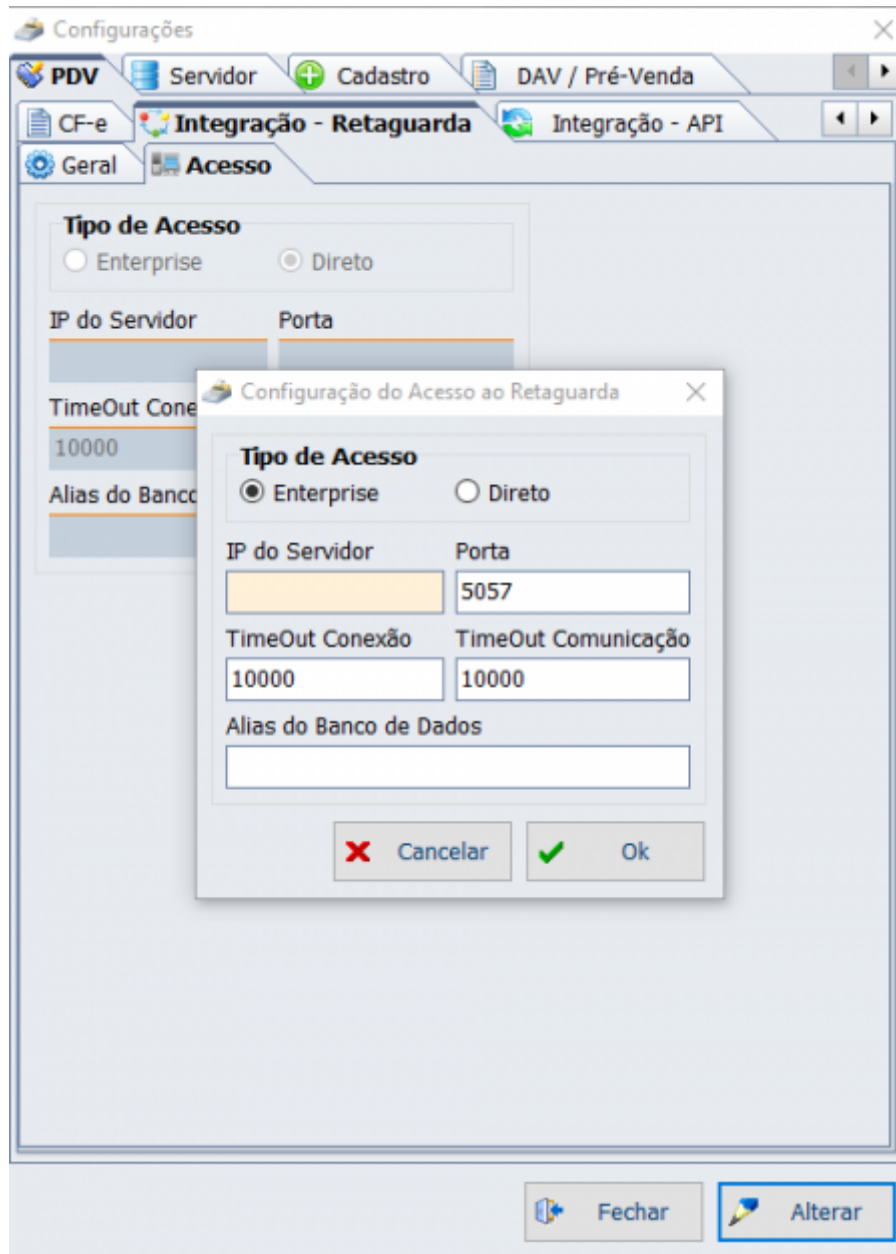 Configurações
PDV Servidor Cadastro DAV / Pré-Venda
CF-e Integração - Retaguarda Integração - API
Geral Acesso
Tipo de Acesso
Enterprise Direto
IP do Servidor Porta
TimeOut Cone
10000
Alias do Banco
Configuração do Acesso ao Retaguarda
Tipo de Acesso
Enterprise Direto
IP do Servidor Porta
5057
TimeOut Conexão TimeOut Comunicação
10000 10000
Alias do Banco de Dados
Cancelar Ok
Fechar Alterar